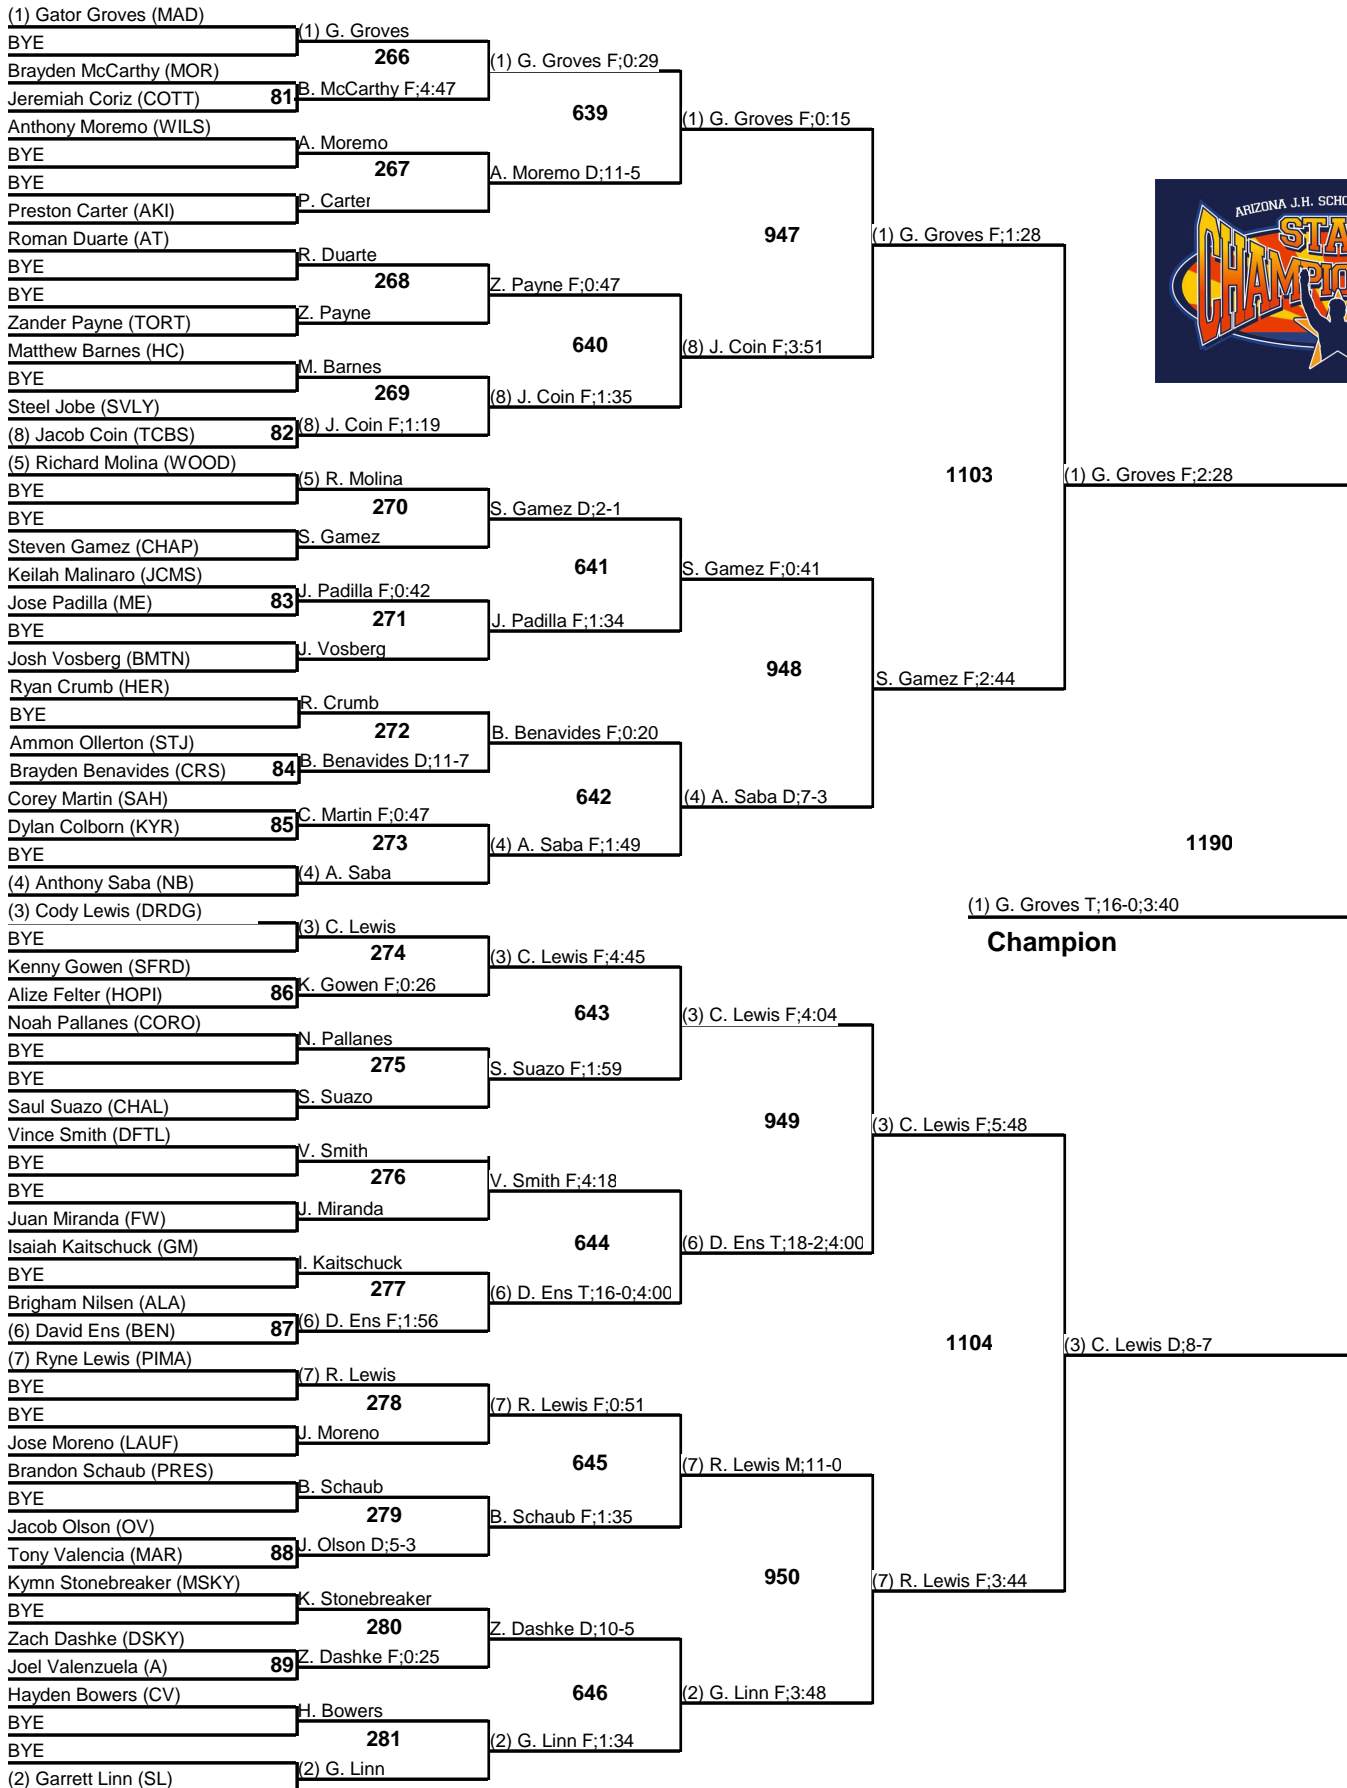 (1) Gator Groves (MAD)
BYE
Brayden McCarthy (MOR)
Jeremiah Coriz (COTT) 81
Anthony Moremo (WILS)
BYE
BYE
Preston Carter (AKI)
Roman Duarte (AT)
BYE
BYE
Zander Payne (TORT)
Matthew Barnes (HC)
BYE
Steel Jobe (SVLY)
(8) Jacob Coin (TCBS) 82
(5) Richard Molina (WOOD)
BYE
BYE
Steven Gamez (CHAP)
Keilah Malinaro (JCMS)
Jose Padilla (ME) 83
BYE
Josh Vosberg (BMTN)
Ryan Crumb (HER)
BYE
Ammon Ollerton (STJ)
Brayden Benavides (CRS) 84
Corey Martin (SAH)
Dylan Colborn (KYR) 85
BYE
(4) Anthony Saba (NB)
(3) Cody Lewis (DRDG)
BYE
Kenny Gowen (SFRD)
Alize Felter (HOPI) 86
Noah Pallanes (CORO)
BYE
BYE
Saul Suazo (CHAL)
Vince Smith (DFTL)
BYE
BYE
Juan Miranda (FW)
Isaiah Kaitschuck (GM)
BYE
Brigham Nilsen (ALA)
(6) David Ens (BEN) 87
(7) Ryne Lewis (PIMA)
BYE
BYE
Jose Moreno (LAUF)
Brandon Schaub (PRES)
BYE
Jacob Olson (OV)
Tony Valencia (MAR) 88
Kymn Stonebreaker (MSKY)
BYE
Zach Dashke (DSKY)
Joel Valenzuela (A) 89
Hayden Bowers (CV)
BYE
BYE
(2) Garrett Linn (SL)
(1) G. Groves
266
B. McCarthy F;4:47
A. Moremo
267
P. Carter
R. Duarte
268
Z. Payne
M. Barnes
269
(8) J. Coin F;1:19
(5) R. Molina
270
S. Gamez
J. Padilla F;0:42
271
J. Vosberg
R. Crumb
272
B. Benavides D;11-7
C. Martin F;0:47
273
(4) A. Saba
(3) C. Lewis
274
K. Gowen F;0:26
N. Pallanes
275
S. Suazo
V. Smith
276
J. Miranda
I. Kaitschuck
277
(6) D. Ens F;1:56
(7) R. Lewis
278
J. Moreno
B. Schaub
279
J. Olson D;5-3
K. Stonebreaker
280
Z. Dashke F;0:25
H. Bowers
281
(2) G. Linn
(1) G. Groves F;0:29
639
A. Moremo D;11-5
Z. Payne F;0:47
640
(8) J. Coin F;1:35
S. Gamez D;2-1
641
J. Padilla F;1:34
B. Benavides F;0:20
642
(4) A. Saba F;1:49
(3) C. Lewis F;4:45
643
S. Suazo F;1:59
V. Smith F;4:18
644
(6) D. Ens T;16-0;4:00
(7) R. Lewis F;0:51
645
B. Schaub F;1:35
Z. Dashke D;10-5
646
(2) G. Linn F;1:34
(1) G. Groves F;0:15
947
(8) J. Coin F;3:51
S. Gamez F;0:41
948
(4) A. Saba D;7-3
(3) C. Lewis F;4:04
949
(6) D. Ens T;18-2;4:00
(7) R. Lewis M;11-0
950
(2) G. Linn F;3:48
(1) G. Groves F;1:28
1103
S. Gamez F;2:44
(3) C. Lewis F;5:48
1104
(7) R. Lewis F;3:44
ARIZONA J.H.
CHAMPIO
(1) G. Groves F;2:28
1190
(1) G. Groves T;16-0;3:40
Champion
(3) C. Lewis D;8-7